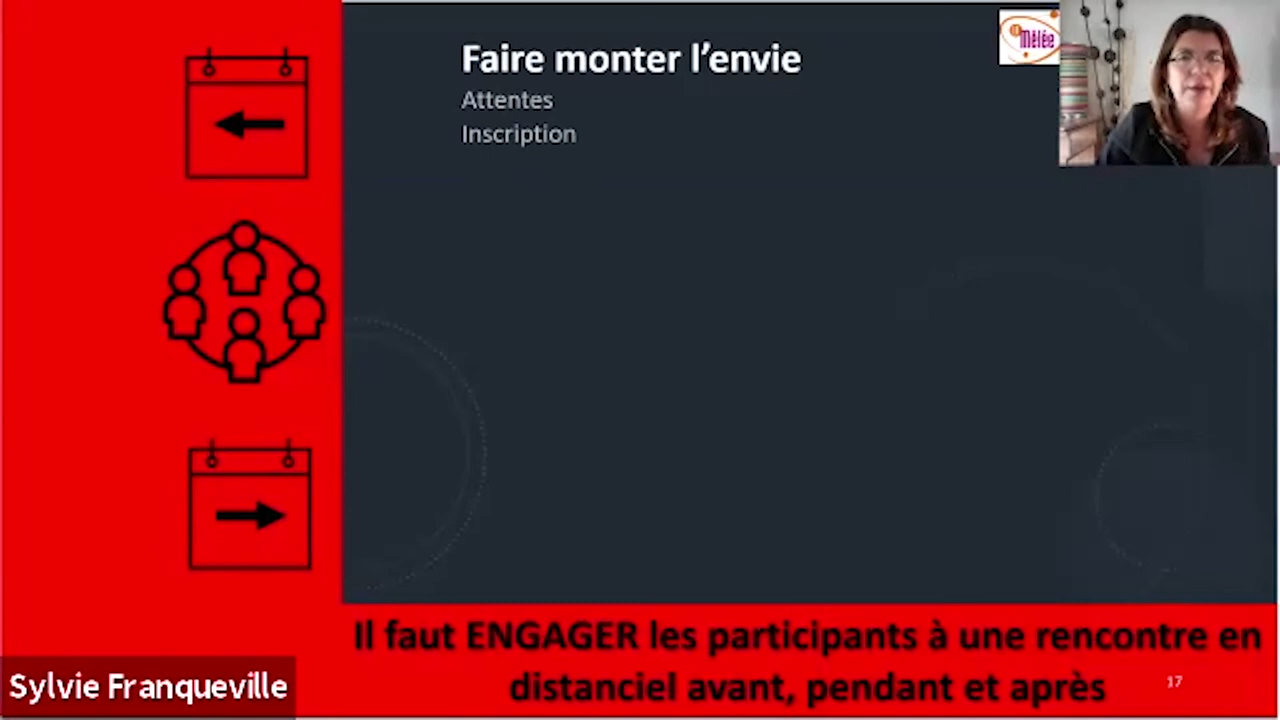 Faire monter l’envie
Attentes
Inscription
La Mêlée
Il faut ENGAGER les participants à une rencontre en
distanciel avant, pendant et après
17
Sylvie Franqueville